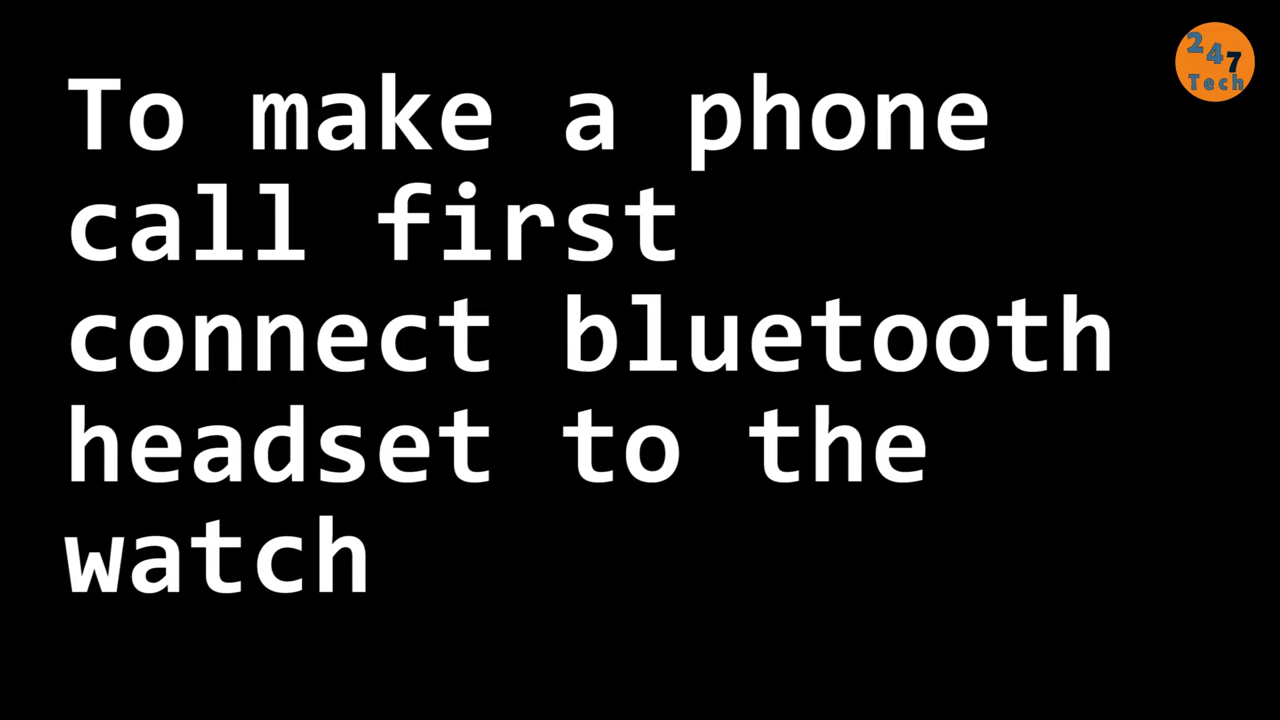 To make a phone
call first
connect bluetooth
headset to the
watch
247
Tech